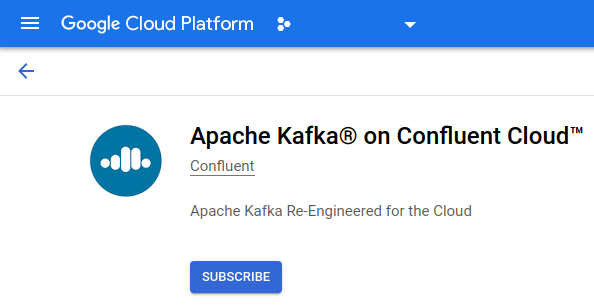 Google Cloud Platform
Apache Kafka® on Confluent Cloud™
Confluent
Apache Kafka Re-Engineered for the Cloud
SUBSCRIBE